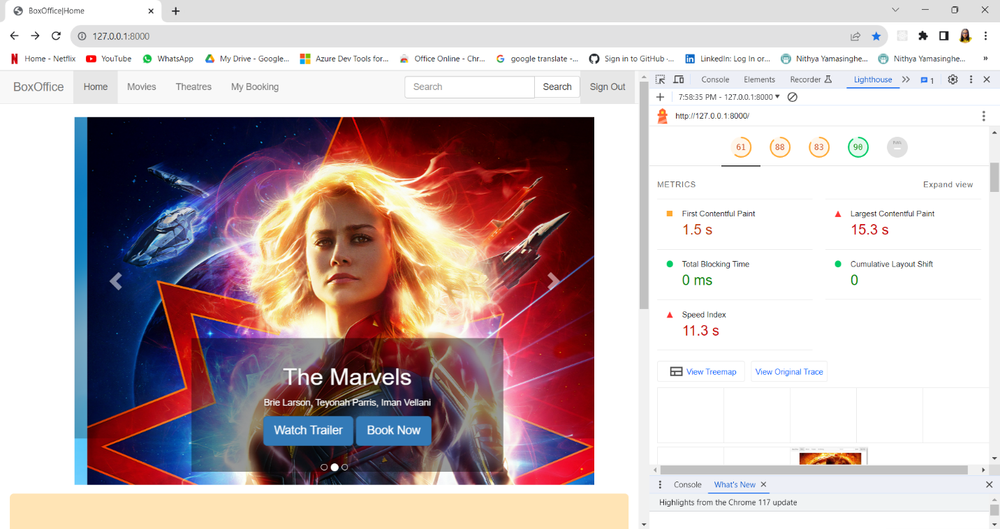 BoxOffice|Home
127.0.0.1:8000
Home - Netflix YouTube WhatsApp My Drive - Google... Azure Dev Tools for... Office Online - Chr... google translate -... Sign in to GitHub ·... LinkedIn: Log In or... Nithya Yamasinghe... Nithya Yamasinghe... »
BoxOffice Home Movies Theatres My Booking Search Search Sign Out
The Marvels
Brie Larson, Teyonah Parris, Iman Vellani
Watch Trailer Book Now
Console Elements Recorder Lighthouse 1
7:58:35 PM - 127.0.0.1:8000
http://127.0.0.1:8000/
61 88 83 90
METRICS Expand view
First Contentful Paint
1.5 s
Largest Contentful Paint
15.3 s
Total Blocking Time
0 ms
Cumulative Layout Shift
0
Speed Index
11.3 s
View Treemap View Original Trace
Console What's New
Highlights from the Chrome 117 update